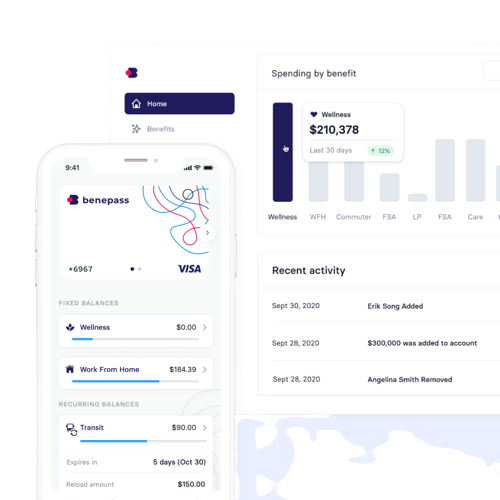 Spending by benefit
Home
Benefits
Wellness
$210,378
Last 30 days
↑ 12%
Wellness WFH Commuter FSA LP FSA Care
Recent activity
Sept 30, 2020 Erik Song Added
Sept 28, 2020 $300,000 was added to account
Sept 28, 2020 Angelina Smith Removed
9:41
benepass
*6967
VISA
FIXED BALANCES
Wellness $0.00
Work From Home $184.39
RECURRING BALANCES
Transit $90.00
Expires in 5 days (Oct 30)
Reload amount $150.00